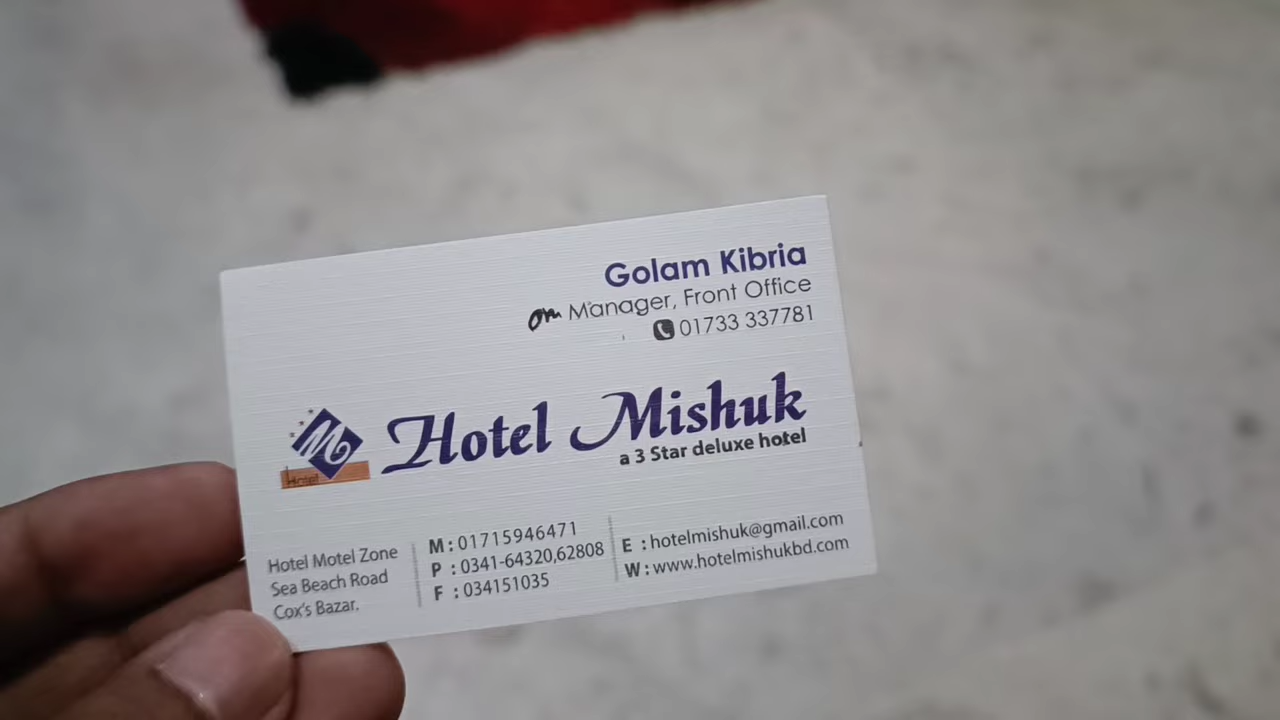 Golam Kibria
Manager, Front Office
01733 337781
Hotel Mishuk
a 3 Star deluxe hotel
Hotel
Hotel Motel Zone
Sea Beach Road
Cox's Bazar.
M : 01715946471
P : 0341-64320,62808
F : 034151035
E : hotelmishuk@gmail.com
W : www.hotelmishukbd.com